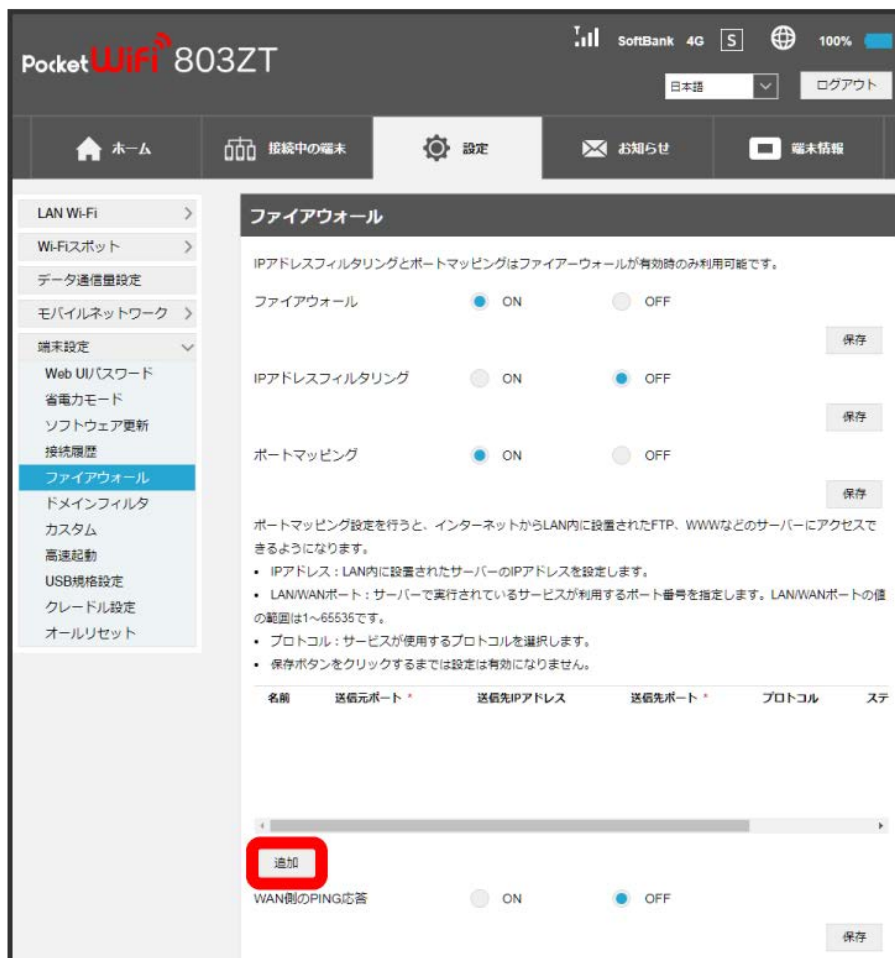 Pocket WiFi 803ZT
SoftBank 4G S 100%
日本語 ログアウト
ホーム 接続中の端末 設定 お知らせ 端末情報
LAN Wi-Fi
Wi-Fiスポット
データ通信量設定
モバイルネットワーク
端末設定
Web UIパスワード
省電力モード
ソフトウェア更新
接続履歴
ファイアウォール
ドメインフィルタ
カスタム
高速起動
USB規格設定
クレードル設定
オールリセット
ファイアウォール
IPアドレスフィルタリングとポートマッピングはファイアーウォールが有効時のみ利用可能です。
ファイアウォール ON OFF
保存
IPアドレスフィルタリング ON OFF
保存
ポートマッピング ON OFF
保存
ポートマッピング設定を行うと、インターネットからLAN内に設置されたFTP、WWWなどのサーバーにアクセスで
きるようになります。
• IPアドレス：LAN内に設置されたサーバーのIPアドレスを設定します。
• LAN/WANポート：サーバーで実行されているサービスが利用するポート番号を指定します。LAN/WANポートの値
の範囲は1～65535です。
• プロトコル：サービスが使用するプロトコルを選択します。
• 保存ボタンをクリックするまでは設定は有効になりません。
名前 送信元ポート * 送信先IPアドレス 送信先ポート * プロトコル ステ
追加
WAN側のPING応答 ON OFF
保存